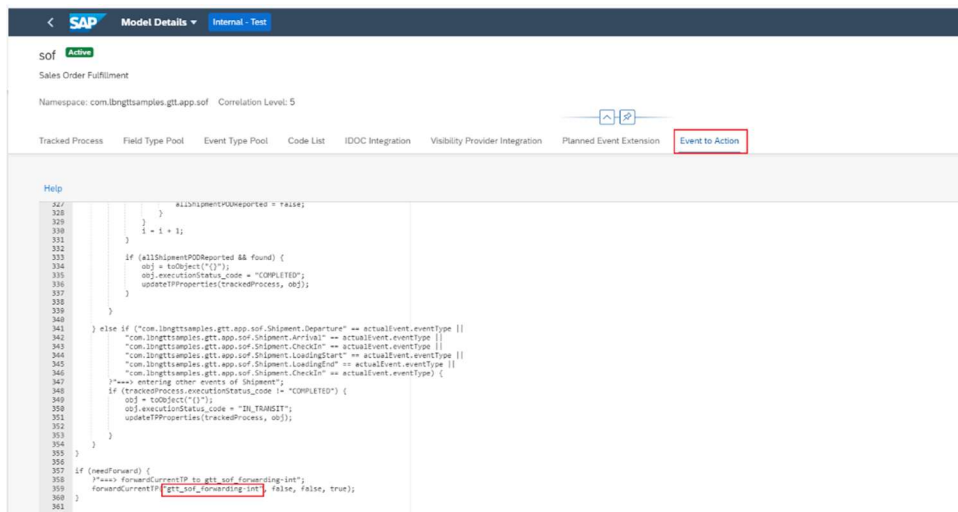 SAP Model Details Internal - Test
sof Active
Sales Order Fulfillment
Namespace: com.lbngttsamples.gtt.app.sof Correlation Level: 5
Tracked Process Field Type Pool Event Type Pool Code List IDOC Integration Visibility Provider Integration Planned Event Extension Event to Action
Help
327 allShipmentPODReported = false;
328 }
329 }
330 i = i + 1;
331 }
332
333 if (allShipmentPODReported && found) {
334 obj = toObject("{}");
335 obj.executionStatus_code = "COMPLETED";
336 updateTPProperties(trackedProcess, obj);
337 }
338
339 }
340
341 } else if ("com.lbngttsamples.gtt.app.sof.Shipment.Departure" == actualEvent.eventType ||
342 "com.lbngttsamples.gtt.app.sof.Shipment.Arrival" == actualEvent.eventType ||
343 "com.lbngttsamples.gtt.app.sof.Shipment.CheckIn" == actualEvent.eventType ||
344 "com.lbngttsamples.gtt.app.sof.Shipment.LoadingStart" == actualEvent.eventType ||
345 "com.lbngttsamples.gtt.app.sof.Shipment.LoadingEnd" == actualEvent.eventType ||
346 "com.lbngttsamples.gtt.app.sof.Shipment.CheckIn" == actualEvent.eventType) {
347 ?"===> entering other events of Shipment";
348 if (trackedProcess.executionStatus_code != "COMPLETED") {
349 obj = toObject("{}");
350 obj.executionStatus_code = "IN_TRANSIT";
351 updateTPProperties(trackedProcess, obj);
352
353 }
354 }
355 }
356
357 if (needForward) {
358 ?"===> forwardCurrentTP to gtt_sof_forwarding-int";
359 forwardCurrentTP("gtt_sof_forwarding-int", false, false, true);
360 }
361